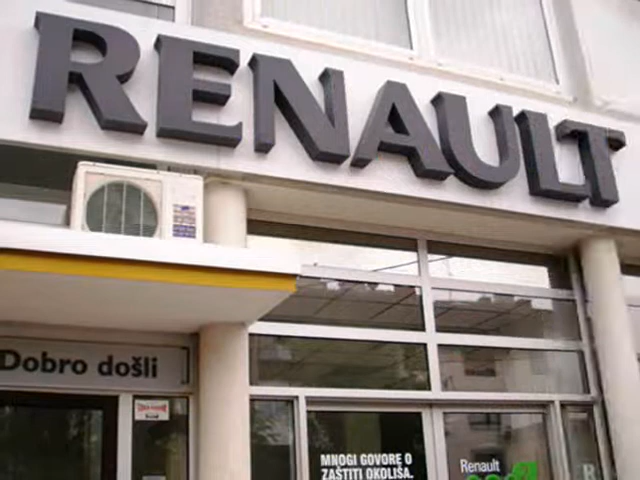 RENAULT
Dobro došli
MNOGI GOVORE O
ZAŠTITI OKOLIŠA.
Renault
R